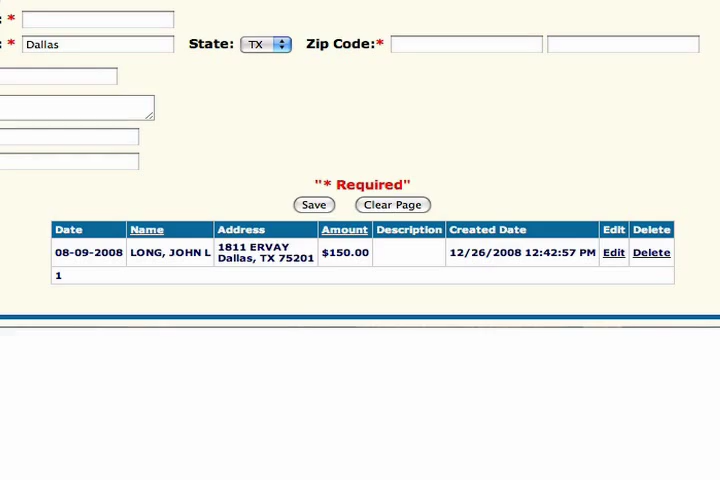 : *
: * Dallas State: TX Zip Code:*
"* Required"
Save Clear Page
Date Name Address Amount Description Created Date Edit Delete
08-09-2008 LONG, JOHN L 1811 ERVAY $150.00 12/26/2008 12:42:57 PM Edit Delete
Dallas, TX 75201
1